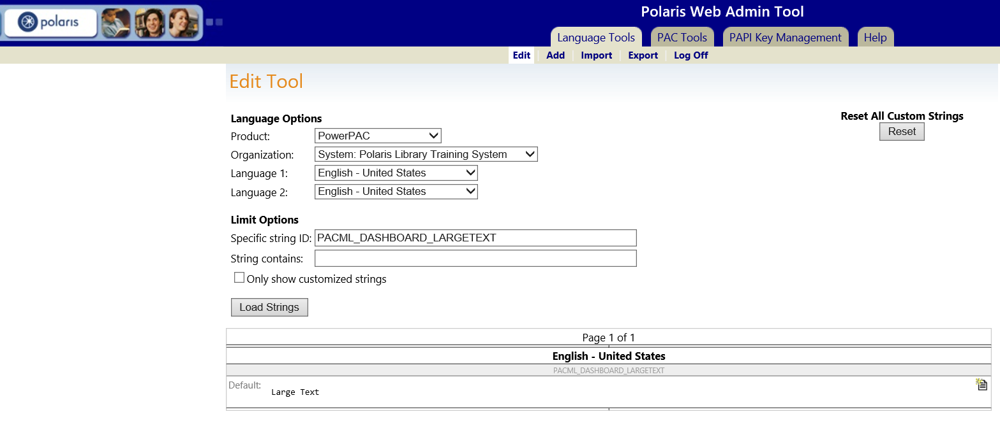 polaris
Polaris Web Admin Tool
Language Tools PAC Tools PAPI Key Management Help
Edit Add Import Export Log Off
Edit Tool
Language Options
Reset All Custom Strings
Reset
Product: PowerPAC
Organization: System: Polaris Library Training System
Language 1: English - United States
Language 2: English - United States
Limit Options
Specific string ID: PACML_DASHBOARD_LARGETEXT
String contains:
Only show customized strings
Load Strings
Page 1 of 1
English - United States
PACML_DASHBOARD_LARGETEXT
Default:
Large Text